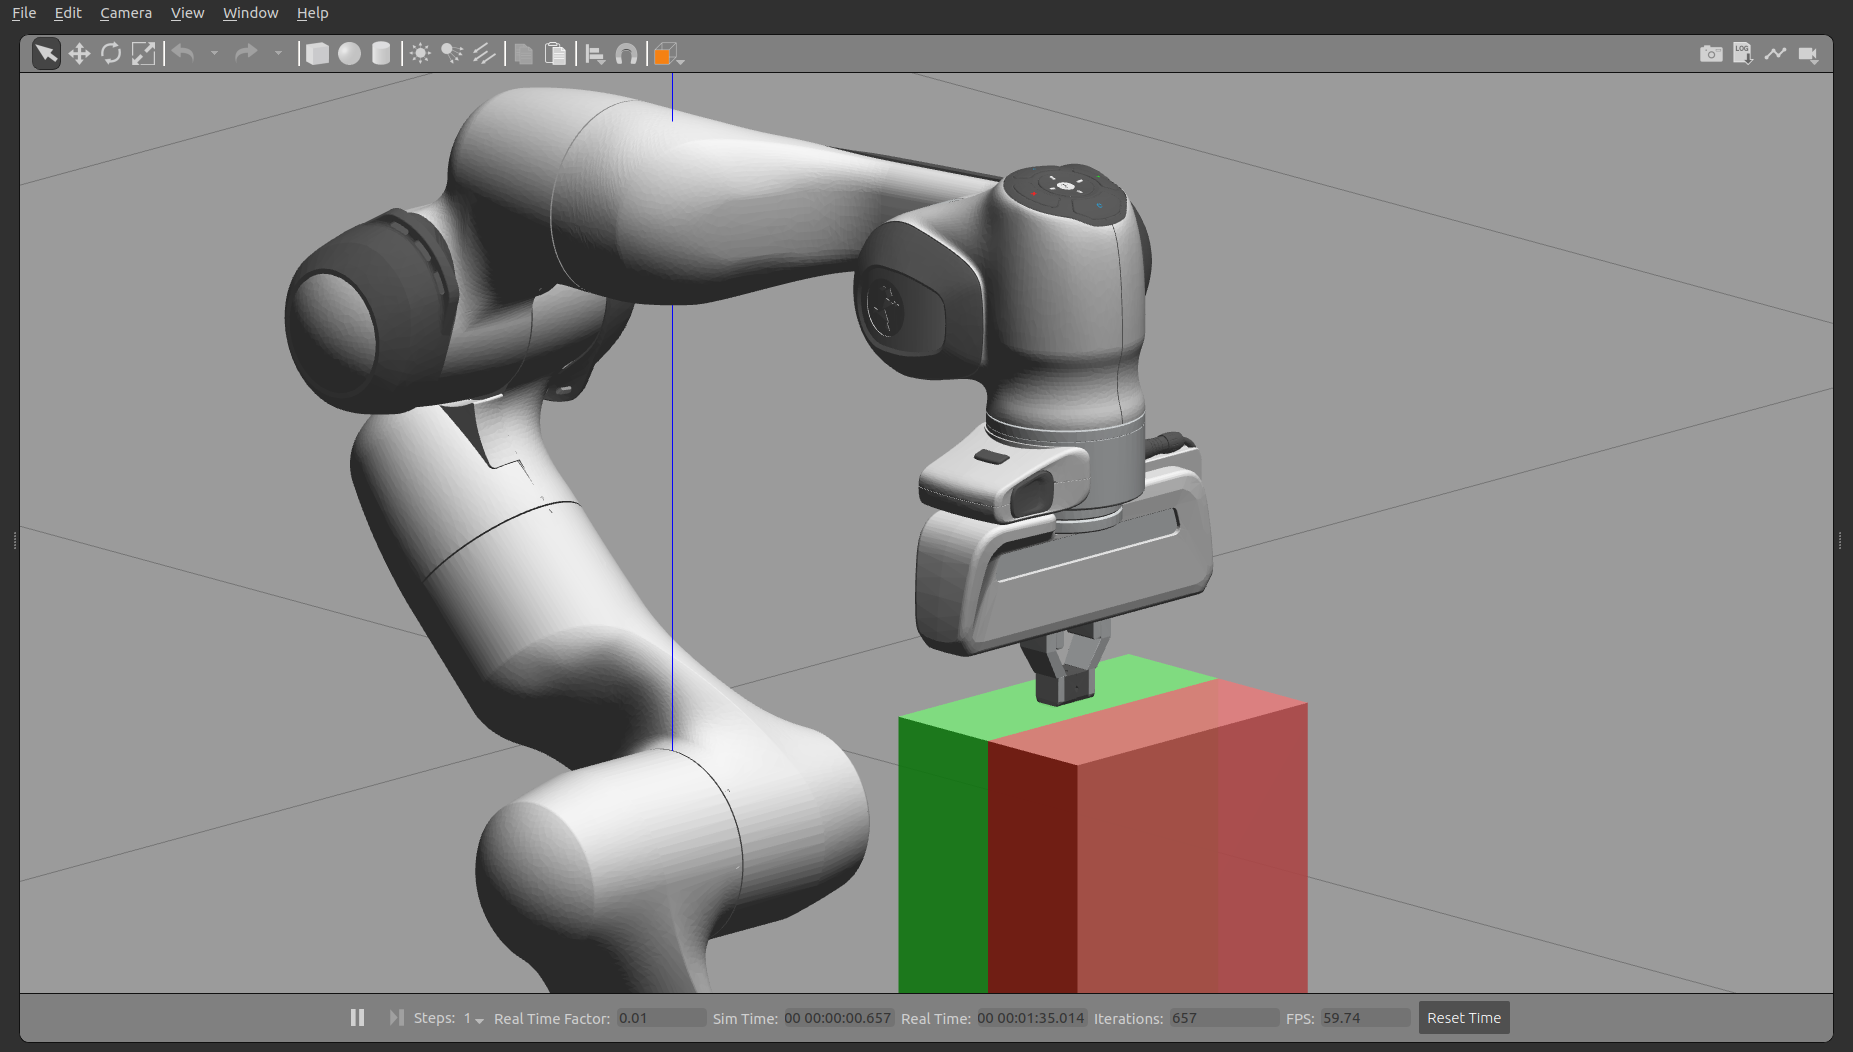 File Edit Camera View Window Help
LOG
Steps: 1 Real Time Factor: 0.01 Sim Time: 00 00:00:00.657 Real Time: 00 00:01:35.014 Iterations: 657 FPS: 59.74 Reset Time